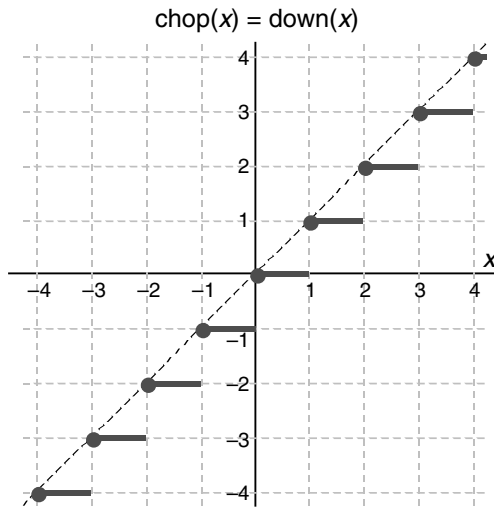 chop(x) = down(x)
4
3
2
1
x
–4 –3 –2 –1 0 1 2 3 4
–1
–2
–3
–4